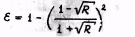 ε = 1 - ((1 - √R) / (1 + √R))²;